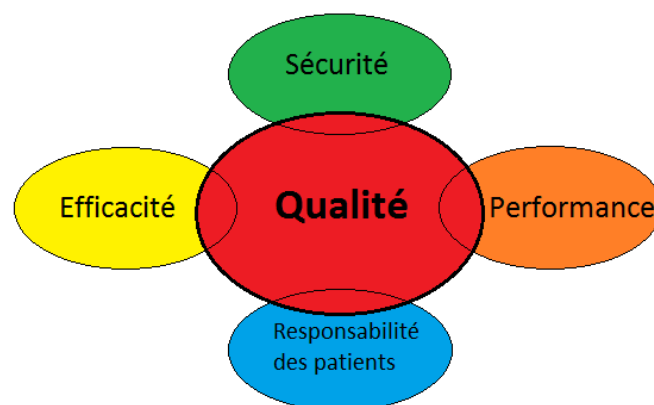 Sécurité
Efficacité
Qualité
Performance
Responsabilité
des patients